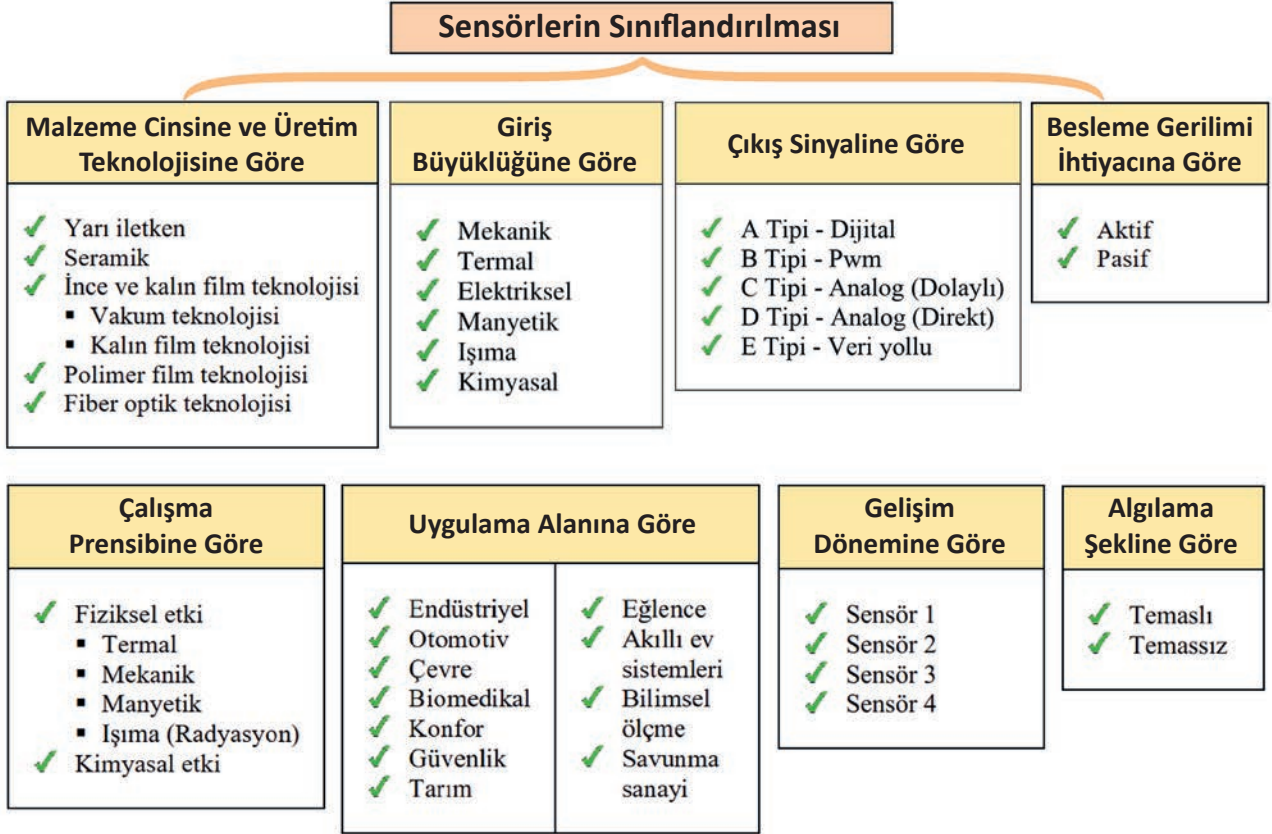 Sensörlerin Sınıflandırılması
Malzeme Cinsine ve Üretim
Teknolojisine Göre
Yarı iletken
Seramik
İnce ve kalın film teknolojisi
Vakum teknolojisi
Kalın film teknolojisi
Polimer film teknolojisi
Fiber optik teknolojisi
Giriş
Büyüklüğüne Göre
Mekanik
Termal
Elektriksel
Manyetik
Işıma
Kimyasal
Çıkış Sinyaline Göre
A Tipi - Dijital
B Tipi - Pwm
C Tipi - Analog (Dolaylı)
D Tipi - Analog (Direkt)
E Tipi - Veri yollu
Besleme Gerilimi
İhtiyacına Göre
Aktif
Pasif
Çalışma
Prensibine Göre
Fiziksel etki
Termal
Mekanik
Manyetik
Işıma (Radyasyon)
Kimyasal etki
Uygulama Alanına Göre
Endüstriyel
Otomotiv
Çevre
Biomedikal
Konfor
Güvenlik
Tarım
Eğlence
Akıllı ev
sistemleri
Bilimsel
ölçme
Savunma
sanayi
Gelişim
Dönemine Göre
Sensör 1
Sensör 2
Sensör 3
Sensör 4
Algılama
Şekline Göre
Temaslı
Temassız